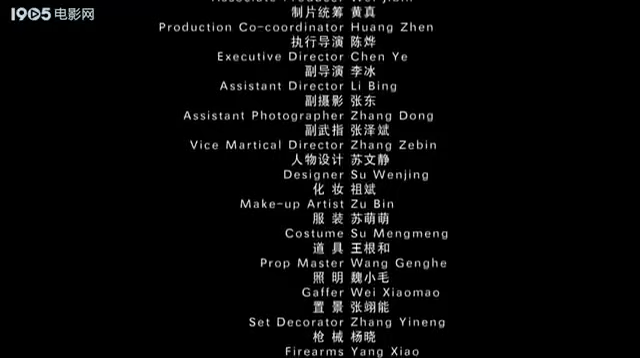 1905电影网
Associate Producer Wei Jibin
制片统筹 黄真
Production Co-coordinator Huang Zhen
执行导演 陈烨
Executive Director Chen Ye
副导演 李冰
Assistant Director Li Bing
副摄影 张东
Assistant Photographer Zhang Dong
副武指 张泽斌
Vice Martical Director Zhang Zebin
人物设计 苏文静
Designer Su Wenjing
化 妆 祖斌
Make-up Artist Zu Bin
服 装 苏萌萌
Costume Su Mengmeng
道 具 王根和
Prop Master Wang Genghe
照 明 魏小毛
Gaffer Wei Xiaomao
置 景 张翊能
Set Decorator Zhang Yineng
枪 械 杨晓
Firearms Yang Xiao